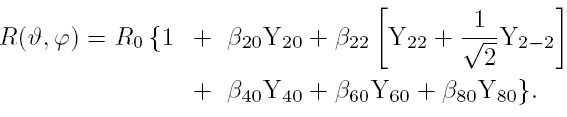 R(ϑ, φ) = R₀ {1 + β₂₀Y₂₀ + β₂₂ [Y₂₂ + 1/√2 Y₂₋₂]
+ β₄₀Y₄₀ + β₆₀Y₆₀ + β₈₀Y₈₀}.